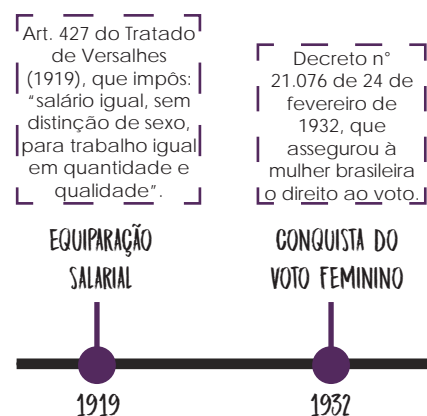 Art. 427 do Tratado
de Versalhes
(1919), que impôs:
“salário igual, sem
distinção de sexo,
para trabalho igual
em quantidade e
qualidade”.
EQUIPARAÇÃO
SALARIAL
1919
Decreto n°
21.076 de 24 de
fevereiro de
1932, que
assegurou à
mulher brasileira
o direito ao voto.
CONQUISTA DO
VOTO FEMININO
1932